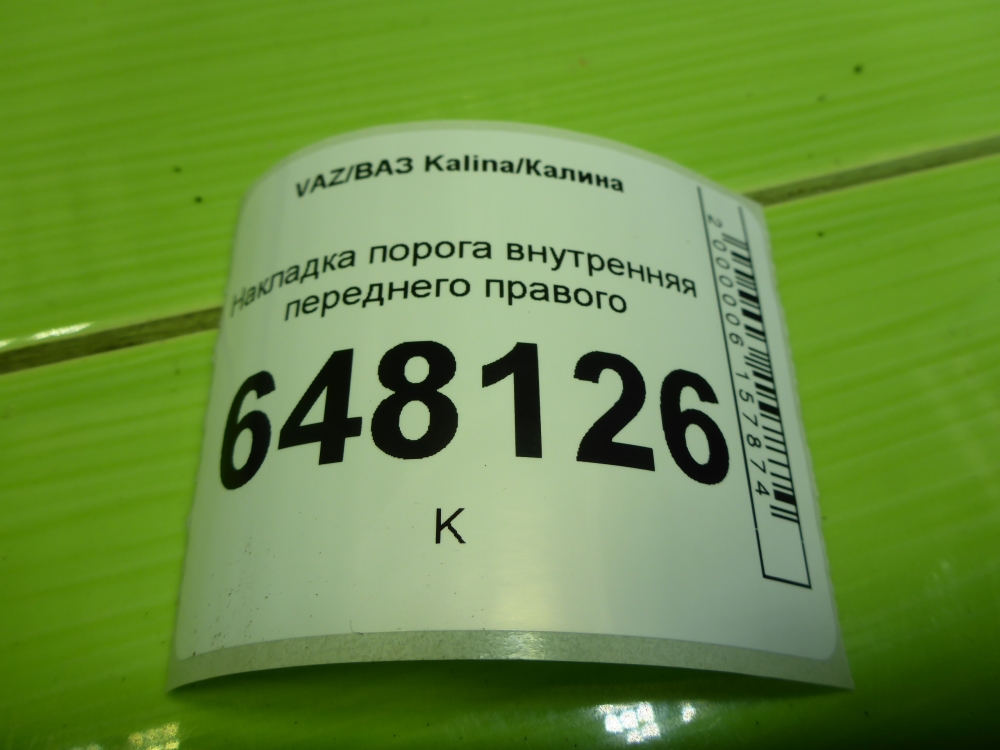 VAZ/ВАЗ Kalina/Калина
Накладка порога внутренняя
переднего правого
648126
К
2000006157874